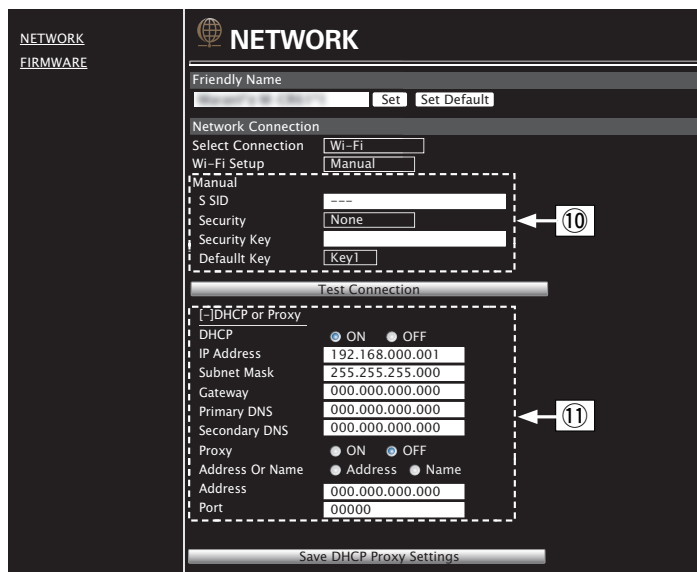 NETWORK
FIRMWARE
NETWORK
Friendly Name
Set Set Default
Network Connection
Select Connection Wi-Fi
Wi-Fi Setup Manual
Manual
S SID ---
Security None
Security Key
Defaullt Key Key1
⑩
Test Connection
[-]DHCP or Proxy
DHCP ON OFF
IP Address 192.168.000.001
Subnet Mask 255.255.255.000
Gateway 000.000.000.000
Primary DNS 000.000.000.000
Secondary DNS 000.000.000.000
⑪
Proxy ON OFF
Address Or Name Address Name
Address 000.000.000.000
Port 00000
Save DHCP Proxy Settings